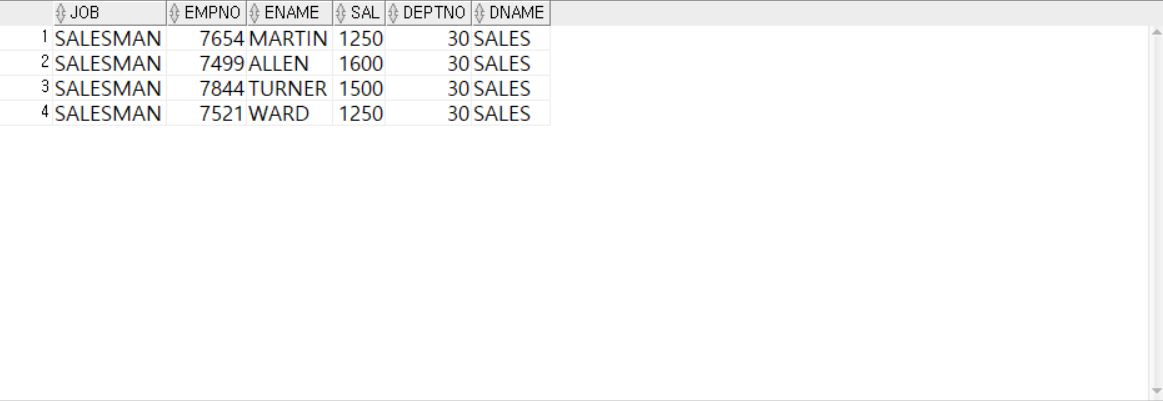 JOB EMPNO ENAME SAL DEPTNO DNAME
1 SALESMAN 7654 MARTIN 1250 30 SALES
2 SALESMAN 7499 ALLEN 1600 30 SALES
3 SALESMAN 7844 TURNER 1500 30 SALES
4 SALESMAN 7521 WARD 1250 30 SALES